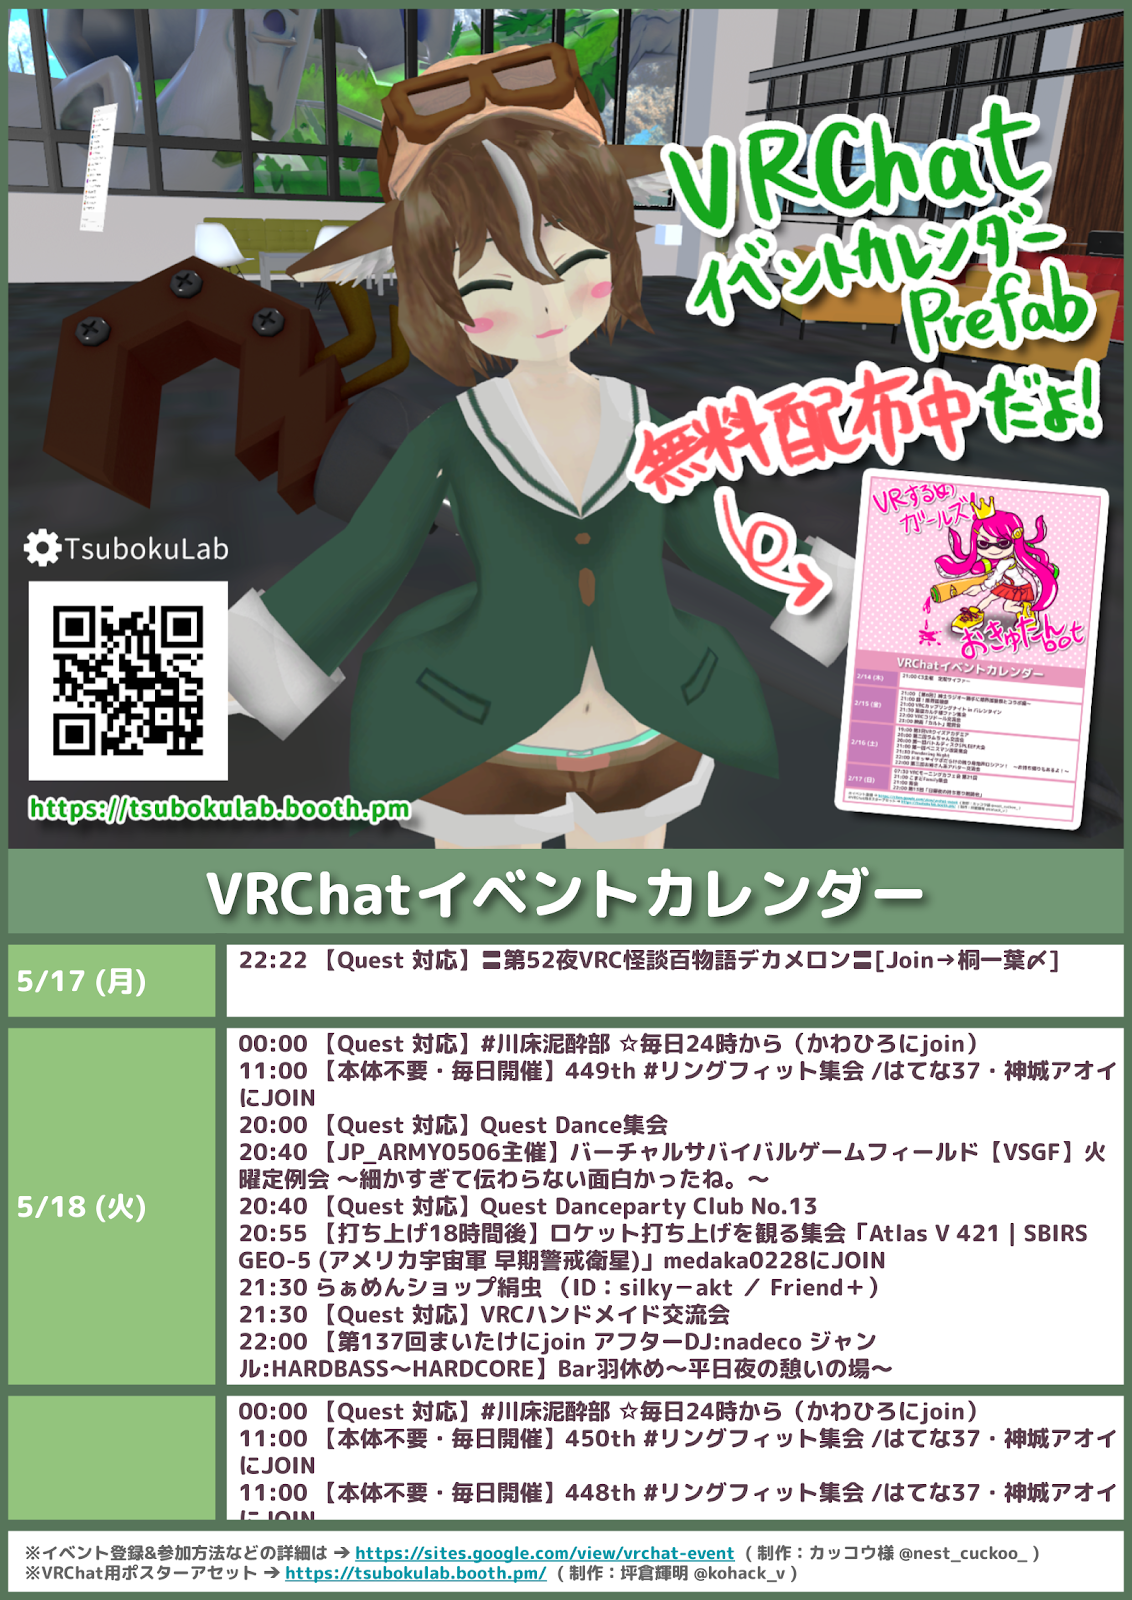 VRChat
イベントカレンダー
Prefab
無料配布中だよ!
VRするめ
ガールズ
おきゅたん
bot
VRChatイベントカレンダー
2/14 (木)
2/15 (金)
2/16 (土)
2/17 (日)
TsubokuLab
https://tsubokulab.booth.pm
VRChatイベントカレンダー
5/17 (月)
22:22 【Quest 対応】〓第52夜VRC怪談百物語デカメロン〓[Join→桐一葉〆]
5/18 (火)
00:00 【Quest 対応】#川床泥酔部 ☆毎日24時から（かわひろにjoin）
11:00 【本体不要・毎日開催】449th #リングフィット集会 /はてな37・神城アオイ
にJOIN
20:00 【Quest 対応】Quest Dance集会
20:40 【JP_ARMY0506主催】バーチャルサバイバルゲームフィールド【VSGF】火
曜定例会 ～細かすぎて伝わらない面白かったね。～
20:40 【Quest 対応】Quest Danceparty Club No.13
20:55 【打ち上げ18時間後】ロケット打ち上げを観る集会「Atlas V 421 | SBIRS
GEO-5 (アメリカ宇宙軍 早期警戒衛星)」medaka0228にJOIN
21:30 らぁめんショップ絹虫 （ID：silky－akt ／ Friend＋）
21:30 【Quest 対応】VRCハンドメイド交流会
22:00 【第137回まいたけにjoin アフターDJ:nadeco ジャン
ル:HARDBASS～HARDCORE】Bar羽休め～平日夜の憩いの場～
00:00 【Quest 対応】#川床泥酔部 ☆毎日24時から（かわひろにjoin）
11:00 【本体不要・毎日開催】450th #リングフィット集会 /はてな37・神城アオイ
にJOIN
11:00 【本体不要・毎日開催】448th #リングフィット集会 /はてな37・神城アオイ
にJOIN
※イベント登録&参加方法などの詳細は → https://sites.google.com/view/vrchat-event （制作：カッコウ様 @nest_cuckoo_ ）
※VRChat用ポスターアセット → https://tsubokulab.booth.pm/ （制作：坪倉輝明 @kohack_v ）